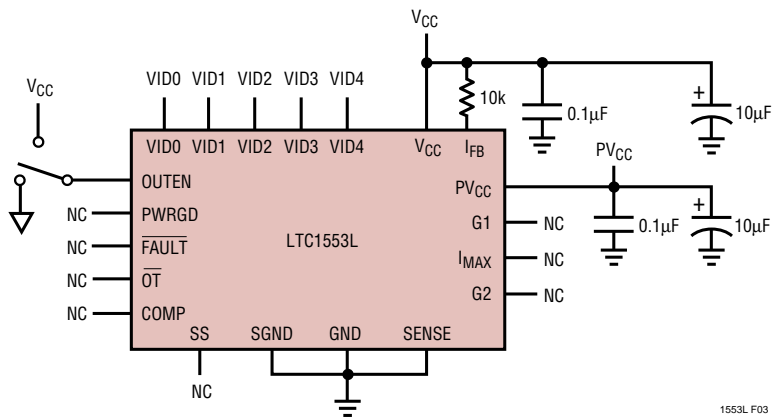 VCC
VCC
VID0 VID1 VID2 VID3 VID4
10k
0.1µF
+
10µF
VID0 VID1 VID2 VID3 VID4
VCC IFB
OUTEN
PVCC
PVCC
NC PWRGD
G1 NC
0.1µF
+
10µF
NC FAULT
LTC1553L
IMAX NC
NC OT
G2 NC
NC COMP
SS SGND GND SENSE
NC
1553L F03